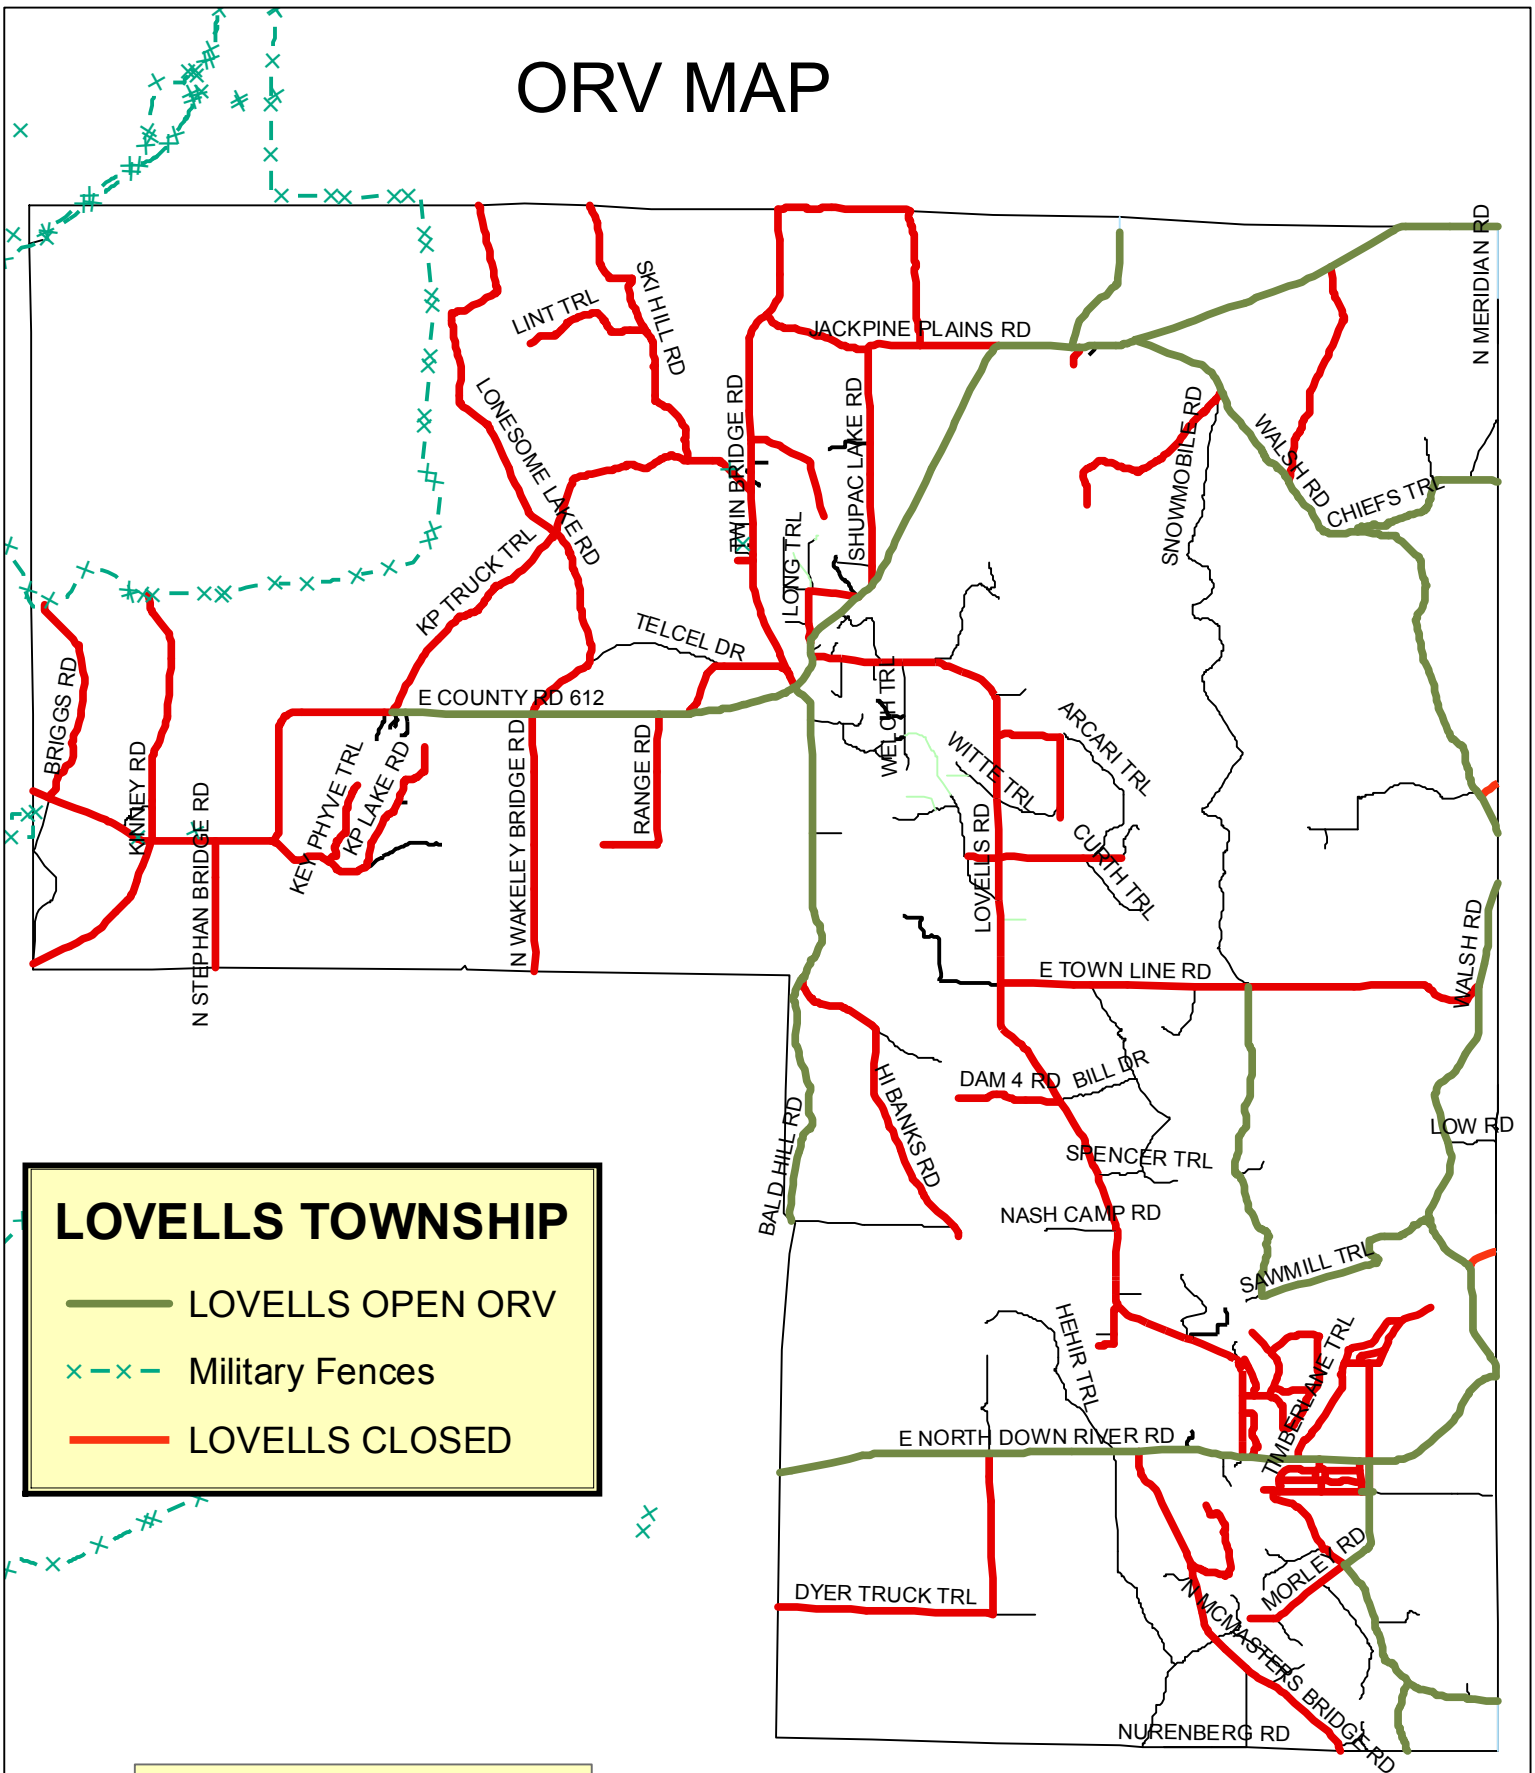 ORV MAP
N MERIDIAN RD
SKI HILL RD
LINT TRL
JACKPINE PLAINS RD
LONESOME LAKE RD
TWIN BRIDGE RD
SHUPAC LAKE RD
SNOWMOBILE RD
WALSH RD
CHIEFS TRL
KP TRUCK TRL
LONG TRL
TELCEL DR
E COUNTY RD 612
BRIGGS RD
KINNEY RD
N STEPHAN BRIDGE RD
KEY PHYVE TRL
KP LAKE RD
N WAKELEY BRIDGE RD
RANGE RD
WELCH TRL
WITTE TRL
ARCARI TRL
LOVELLS RD
CURTH TRL
E TOWN LINE RD
WALSH RD
DAM 4 RD
BILL DR
HI BANKS RD
BALD HILL RD
LOW RD
SPENCER TRL
NASH CAMP RD
SAWMILL TRL
LOVELLS TOWNSHIP
LOVELLS OPEN ORV
Military Fences
LOVELLS CLOSED
HEHIR TRL
TIMBERLANE TRL
E NORTH DOWN RIVER RD
DYER TRUCK TRL
MORLEY RD
N MCMASTERS BRIDGE RD
NURENBERG RD